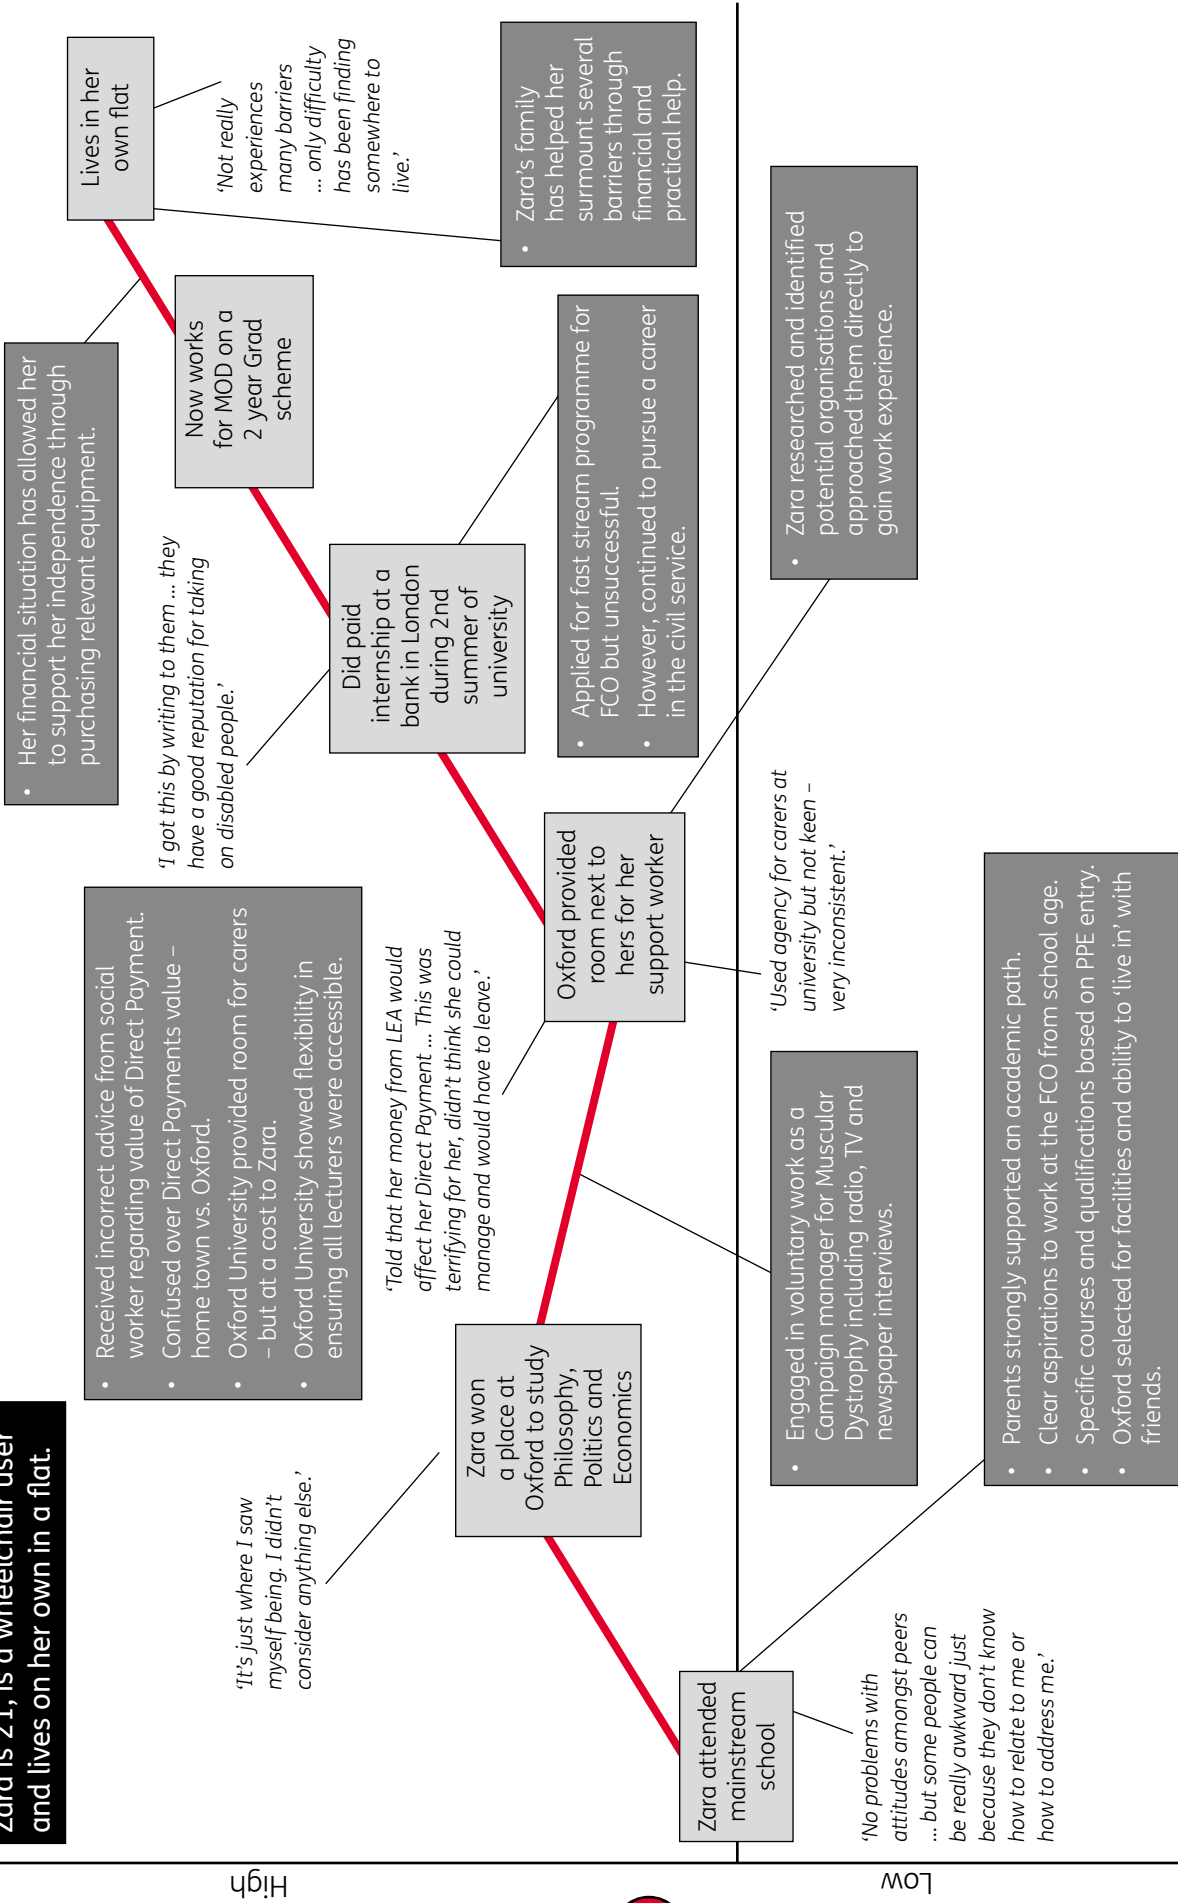 Zara is 21, is a wheelchair user
and lives on her own in a flat.
High
Low
Zara attended
mainstream
school
'No problems with
attitudes amongst peers
... but some people can
be really awkward just
because they don't know
how to relate to me or
how to address me.'
• Parents strongly supported an academic path.
• Clear aspirations to work at the FCO from school age.
• Specific courses and qualifications based on PPE entry.
• Oxford selected for facilities and ability to 'live in' with
friends.
'It's just where I saw
myself being. I didn't
consider anything else.'
Zara won
a place at
Oxford to study
Philosophy,
Politics and
Economics
• Engaged in voluntary work as a
Campaign manager for Muscular
Dystrophy including radio, TV and
newspaper interviews.
• Received incorrect advice from social
worker regarding value of Direct Payment.
• Confused over Direct Payments value –
home town vs. Oxford.
• Oxford University provided room for carers
– but at a cost to Zara.
• Oxford University showed flexibility in
ensuring all lecturers were accessible.
'Told that her money from LEA would
affect her Direct Payment ... This was
terrifying for her, didn't think she could
manage and would have to leave.'
Oxford provided
room next to
hers for her
support worker
'Used agency for carers at
university but not keen –
very inconsistent.'
• Zara researched and identified
potential organisations and
approached them directly to
gain work experience.
'I got this by writing to them ... they
have a good reputation for taking
on disabled people.'
Did paid
internship at a
bank in London
during 2nd
summer of
university
• Applied for fast stream programme for
FCO but unsuccessful.
• However, continued to pursue a career
in the civil service.
• Her financial situation has allowed her
to support her independence through
purchasing relevant equipment.
Now works
for MOD on a
2 year Grad
scheme
Lives in her
own flat
'Not really
experiences
many barriers
... only difficulty
has been finding
somewhere to
live.'
• Zara's family
has helped her
surmount several
barriers through
financial and
practical help.